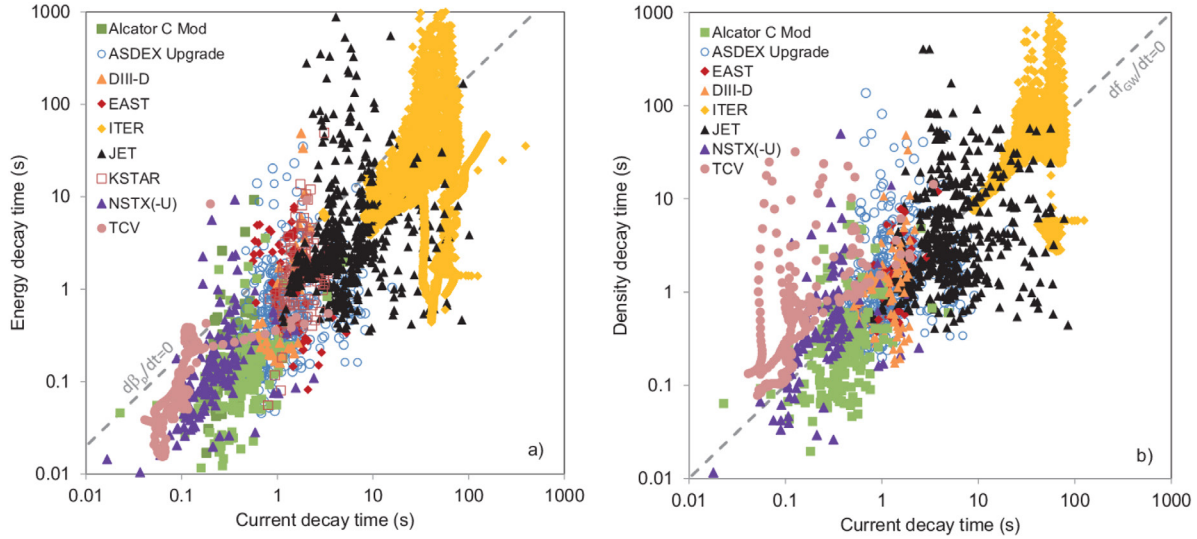 1000
100
10
1
0.1
0.01
Energy decay time (s)
Alcator C Mod
ASDEX Upgrade
DIII-D
EAST
ITER
JET
KSTAR
NSTX(-U)
TCV
dβp/dt=0
a)
0.01
0.1
1
10
100
1000
Current decay time (s)
1000
100
10
1
0.1
0.01
Density decay time (s)
Alcator C Mod
ASDEX Upgrade
EAST
DIII-D
ITER
JET
NSTX(-U)
TCV
dfGW/dt=0
b)
0.01
0.1
1
10
100
1000
Current decay time (s)